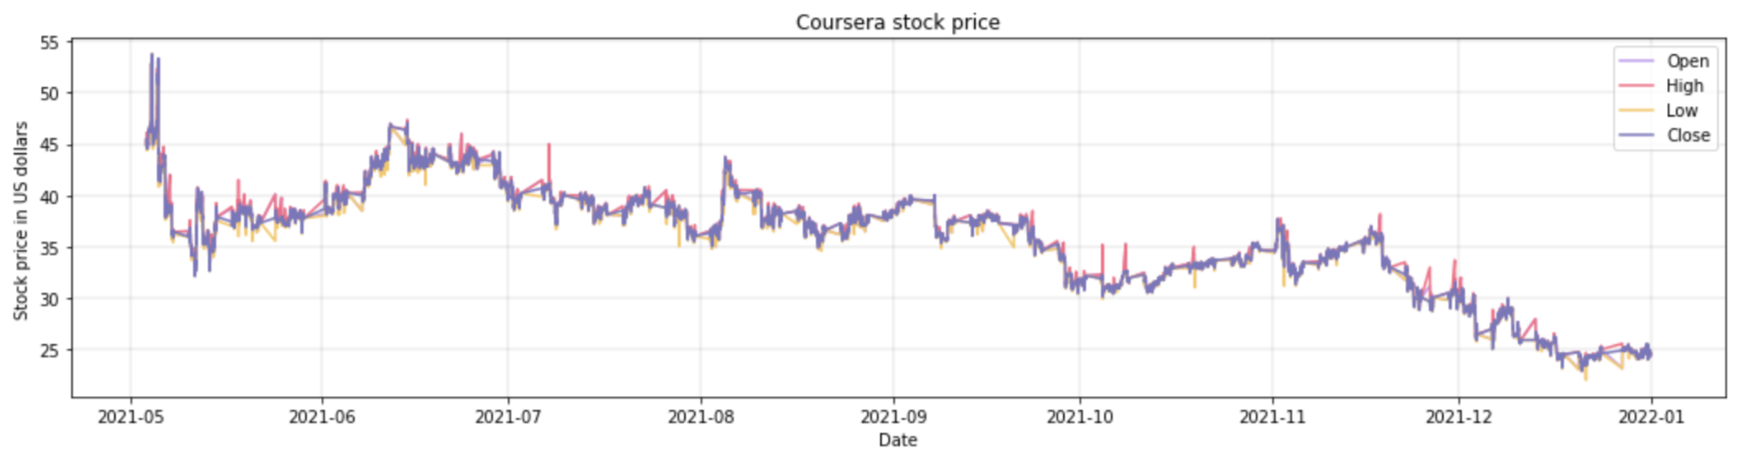 Coursera stock price
Stock price in US dollars
55
50
45
40
35
30
25
Open
High
Low
Close
2021-05 2021-06 2021-07 2021-08 2021-09 2021-10 2021-11 2021-12 2022-01
Date